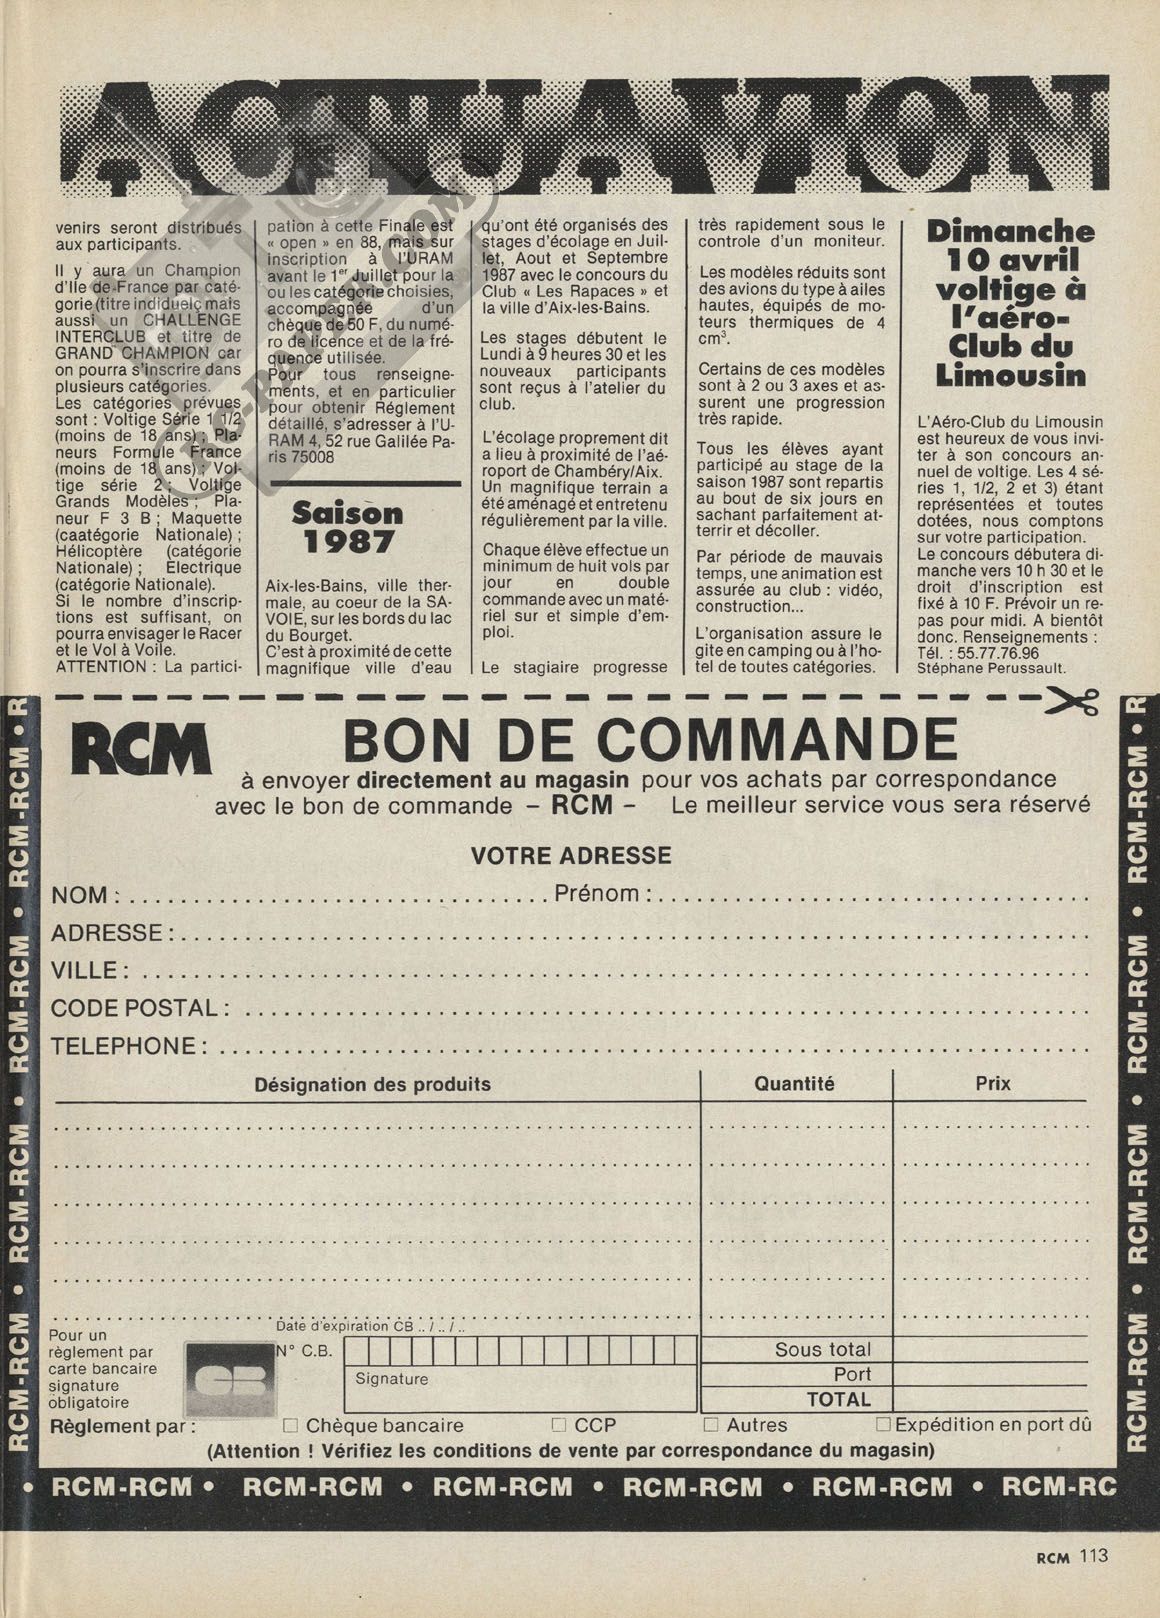 ACTUAVION
venirs seront distribués
aux participants.
Il y aura un Champion
d'Ile de-France par caté-
gorie (titre indiduelç mais
aussi un CHALLENGE
INTERCLUB et titre de
GRAND CHAMPION car
on pourra s'inscrire dans
plusieurs catégories.
Les catégories prévues
sont : Voltige Série 1 1/2
(moins de 18 ans) ; Pla-
neurs Formule France
(moins de 18 ans) ; Vol-
tige série 2 ; Voltige
Grands Modèles ; Pla-
neur F 3 B ; Maquette
(caatégorie Nationale) ;
Hélicoptère (catégorie
Nationale) ; Electrique
(catégorie Nationale).
Si le nombre d'inscrip-
tions est suffisant, on
pourra envisager le Racer
et le Vol à Voile.
ATTENTION : La partici-
pation à cette Finale est
« open » en 88, mais sur
inscription à l'URAM
avant le 1er Juillet pour la
ou les catégorie choisies,
accompagnée d'un
chèque de 50 F, du numé-
ro de licence et de la fré-
quence utilisée.
Pour tous renseigne-
ments, et en particulier
pour obtenir Réglement
détaillé, s'adresser à l'U-
RAM 4, 52 rue Galilée Pa-
ris 75008
Saison
1987
Aix-les-Bains, ville ther-
male, au coeur de la SA-
VOIE, sur les bords du lac
du Bourget.
C'est à proximité de cette
magnifique ville d'eau
qu'ont été organisés des
stages d'écolage en Juil-
let, Aout et Septembre
1987 avec le concours du
Club « Les Rapaces » et
la ville d'Aix-les-Bains.
Les stages débutent le
Lundi à 9 heures 30 et les
nouveaux participants
sont reçus à l'atelier du
club.
L'écolage proprement dit
a lieu à proximité de l'aé-
roport de Chambéry/Aix.
Un magnifique terrain a
été aménagé et entretenu
régulièrement par la ville.
Chaque élève effectue un
minimum de huit vols par
jour en double
commande avec un maté-
riel sur et simple d'em-
ploi.
Le stagiaire progresse
très rapidement sous le
controle d'un moniteur.
Les modèles réduits sont
des avions du type à ailes
hautes, équipés de mo-
teurs thermiques de 4
cm³.
Certains de ces modèles
sont à 2 ou 3 axes et as-
surent une progression
très rapide.
Tous les élèves ayant
participé au stage de la
saison 1987 sont repartis
au bout de six jours en
sachant parfaitement at-
terrir et décoller.
Par période de mauvais
temps, une animation est
assurée au club : vidéo,
construction...
L'organisation assure le
gite en camping ou à l'ho-
tel de toutes catégories.
Dimanche
10 avril
voltige à
l'aéro-
Club du
Limousin
L'Aéro-Club du Limousin
est heureux de vous invi-
ter à son concours an-
nuel de voltige. Les 4 sé-
ries 1, 1/2, 2 et 3) étant
représentées et toutes
dotées, nous comptons
sur votre participation.
Le concours débutera di-
manche vers 10 h 30 et le
droit d'inscription est
fixé à 10 F. Prévoir un re-
pas pour midi. A bientôt
donc. Renseignements :
Tél. : 55.77.76.96
Stéphane Perussault.
RC-PAPER.COM
RCM BON DE COMMANDE
à envoyer directement au magasin pour vos achats par correspondance
avec le bon de commande – RCM – Le meilleur service vous sera réservé
VOTRE ADRESSE
NOM : Prénom :
ADRESSE :
VILLE :
CODE POSTAL :
TELEPHONE :
Désignation des produits Quantité Prix
Date d'expiration CB .. / .. / ..
Pour un
règlement par
carte bancaire
signature
obligatoire
CB
N° C.B.
Signature
Sous total
Port
TOTAL
Règlement par : Chèque bancaire CCP Autres Expédition en port dû
(Attention ! Vérifiez les conditions de vente par correspondance du magasin)
RCM-RCM • RCM-RCM • RCM-RCM • RCM-RCM • R
RCM-RCM • RCM-RCM • RCM-RCM • RCM-RCM • R
• RCM-RCM • RCM-RCM • RCM-RCM • RCM-RCM • RCM-RCM • RCM-RC
RCM 113